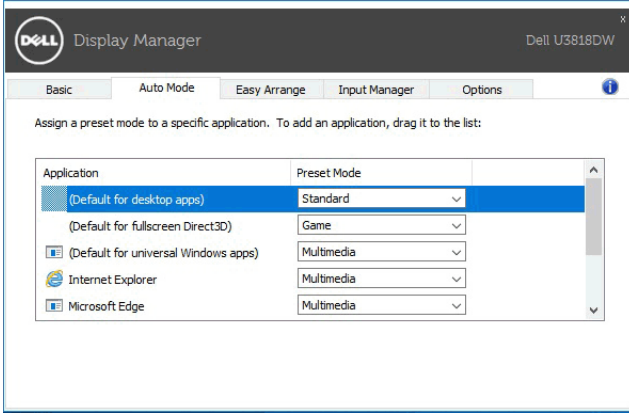 DELL Display Manager Dell U3818DW
x
Basic Auto Mode Easy Arrange Input Manager Options i
Assign a preset mode to a specific application. To add an application, drag it to the list:
Application Preset Mode
(Default for desktop apps) Standard
(Default for fullscreen Direct3D) Game
(Default for universal Windows apps) Multimedia
Internet Explorer Multimedia
Microsoft Edge Multimedia